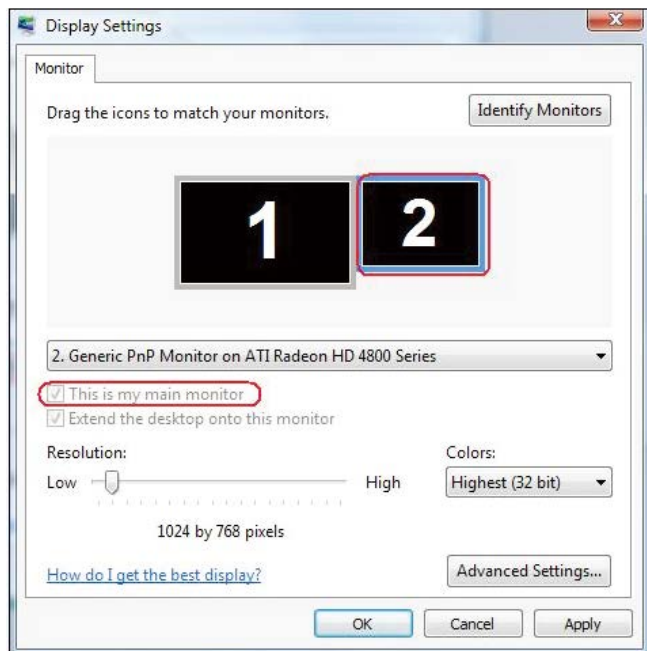 Display Settings
Monitor
Drag the icons to match your monitors.
Identify Monitors
1
2
2. Generic PnP Monitor on ATI Radeon HD 4800 Series
This is my main monitor
Extend the desktop onto this monitor
Resolution:
Colors:
Low
High
Highest (32 bit)
1024 by 768 pixels
How do I get the best display?
Advanced Settings...
OK
Cancel
Apply